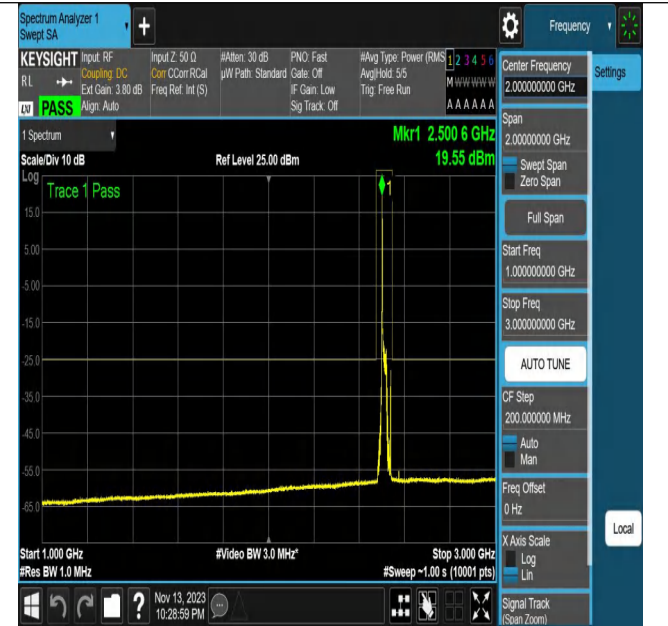 Spectrum Analyzer 1
Swept SA
+
Frequency
KEYSIGHT
RL
LXI
PASS
Input: RF
Coupling: DC
Ext Gain: 3.80 dB
Align: Auto
Input Z: 50 Ω
Corr CCorr RCal
Freq Ref: Int (S)
#Atten: 30 dB
µW Path: Standard
PNO: Fast
Gate: Off
IF Gain: Low
Sig Track: Off
#Avg Type: Power (RMS
Avg|Hold: 5/5
Trig: Free Run
1 2 3 4 5 6
M W W W W W
A A A A A A
1 Spectrum
Scale/Div 10 dB
Ref Level 25.00 dBm
Mkr1 2.500 6 GHz
19.55 dBm
Log
Trace 1 Pass
1
15.0
5.00
-5.00
-15.0
-25.0
-35.0
-45.0
-55.0
-65.0
Start 1.000 GHz
#Res BW 1.0 MHz
#Video BW 3.0 MHz*
Stop 3.000 GHz
#Sweep ~1.00 s (10001 pts)
Center Frequency
2.000000000 GHz
Settings
Span
2.00000000 GHz
Swept Span
Zero Span
Full Span
Start Freq
1.000000000 GHz
Stop Freq
3.000000000 GHz
AUTO TUNE
CF Step
200.000000 MHz
Auto
Man
Freq Offset
0 Hz
X Axis Scale
Log
Lin
Local
Signal Track
(Span Zoom)
?
Nov 13, 2023
10:28:59 PM